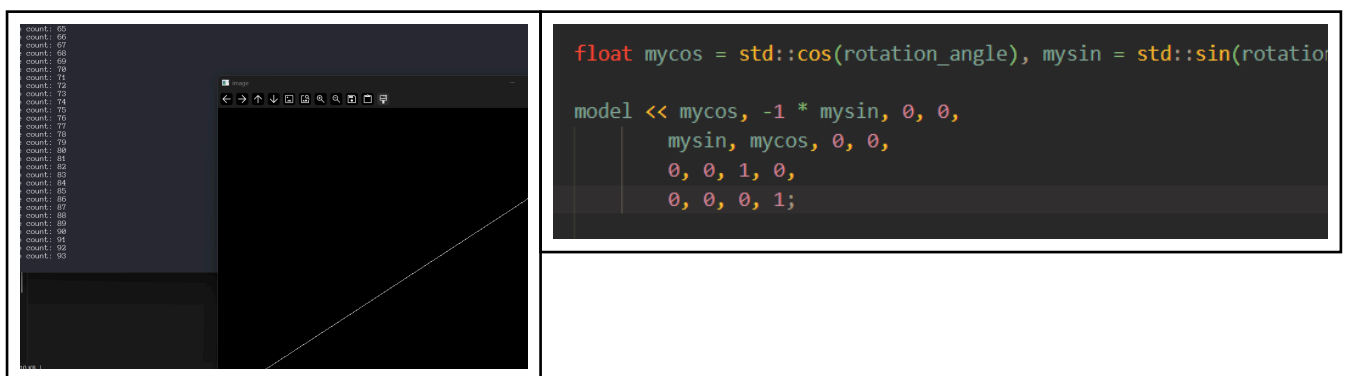 count: 65
count: 66
count: 67
count: 68
count: 69
count: 70
count: 71
count: 72
count: 73
count: 74
count: 75
count: 76
count: 77
count: 78
count: 79
count: 80
count: 81
count: 82
count: 83
count: 84
count: 85
count: 86
count: 87
count: 88
count: 89
count: 90
count: 91
count: 92
count: 93
image
float mycos = std::cos(rotation_angle), mysin = std::sin(rotation
model << mycos, -1 * mysin, 0, 0,
mysin, mycos, 0, 0,
0, 0, 1, 0,
0, 0, 0, 1;